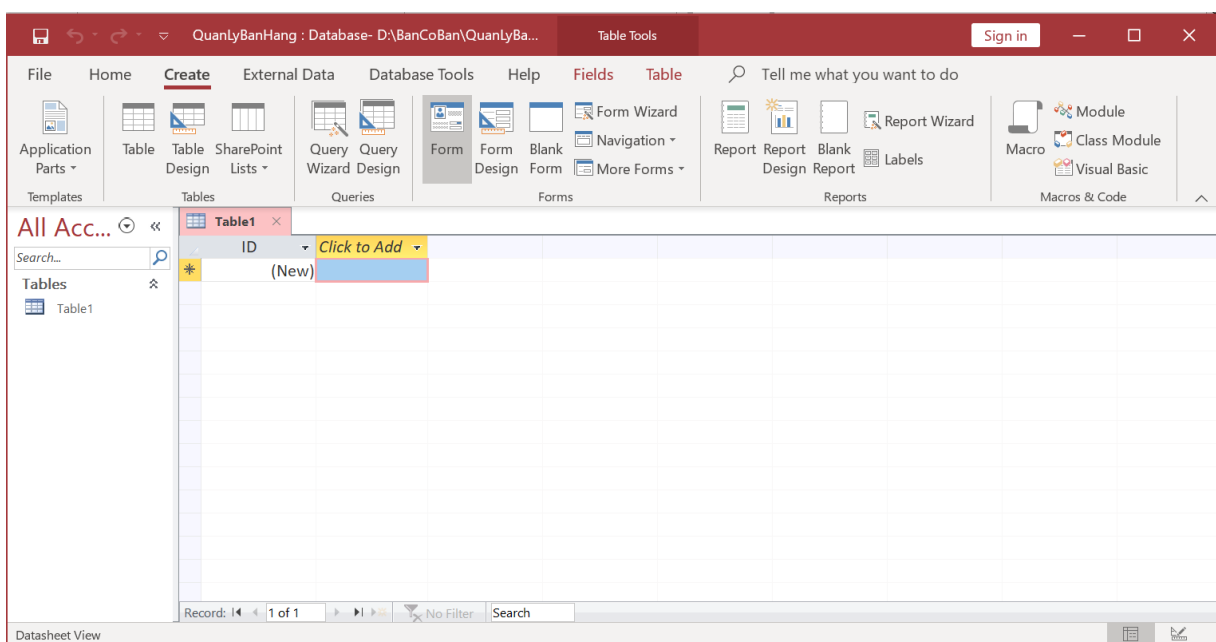 QuanLyBanHang : Database- D:\BanCoBan\QuanLyBa...
Table Tools
Sign in
File Home Create External Data Database Tools Help Fields Table Tell me what you want to do
Application Parts
Table
Table Design
SharePoint Lists
Query Wizard
Query Design
Form
Form Design
Blank Form
Form Wizard
Navigation
More Forms
Report
Report Design
Blank Report
Report Wizard
Labels
Macro
Module
Class Module
Visual Basic
Templates Tables Queries Forms Reports Macros & Code
All Acc...
Search...
Tables
Table1
Table1
ID Click to Add
(New)
Record: 1 of 1 No Filter Search
Datasheet View